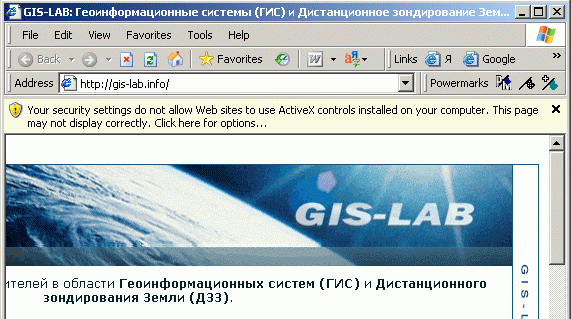 GIS-LAB: Геоинформационные системы (ГИС) и Дистанционное зондирование Зем...
File Edit View Favorites Tools Help
Back Favorites W Links Я Google
Address http://gis-lab.info/ Powermarks
Your security settings do not allow Web sites to use ActiveX controls installed on your computer. This page
may not display correctly. Click here for options...
GIS-LAB
ителей в области Геоинформационных систем (ГИС) и Дистанционного
зондирования Земли (ДЗЗ).
GIS-L